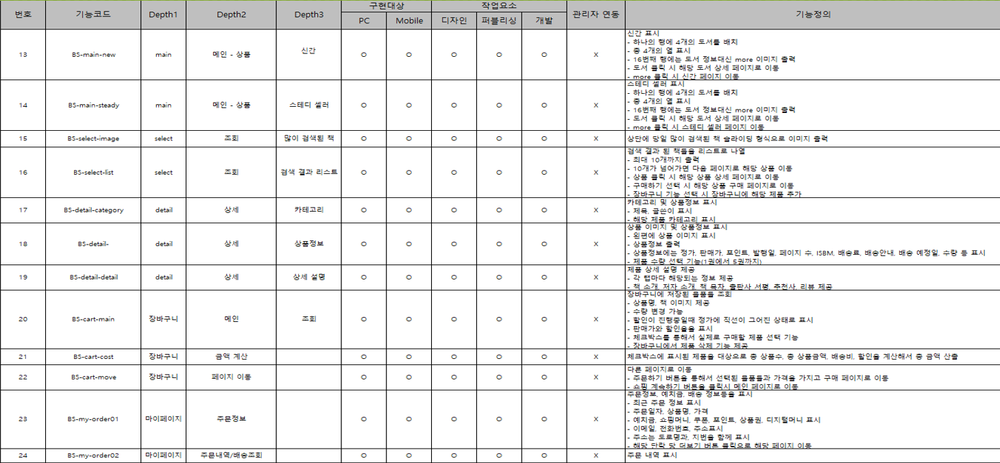 번호 기능코드 Depth1 Depth2 Depth3 구현대상 작업요소 관리자 연동 기능정의
PC Mobile 디자인 퍼블리싱 개발
13 BS-main-new main 메인 - 상품 신간 O O O O O X
신간 표시
- 하나의 행에 4개의 도서를 배치
- 총 4개의 열 표시
- 16번째 행에는 도서 정보대신 more 이미지 출력
- 도서 클릭 시 해당 도서 상세 페이지로 이동
- more 클릭 시 신간 페이지 이동
14 BS-main-steady main 메인 - 상품 스테디 셀러 O O O O O X
스테디 셀러 표시
- 하나의 행에 4개의 도서를 배치
- 총 4개의 열 표시
- 16번째 행에는 도서 정보대신 more 이미지 출력
- 도서 클릭 시 해당 도서 상세 페이지로 이동
- more 클릭 시 스테디 셀러 페이지 이동
15 BS-select-image select 조회 많이 검색된 책 O O O O O X
상단에 당일 많이 검색된 책 슬라이딩 형식으로 이미지 출력
16 BS-select-list select 조회 검색 결과 리스트 O O O O O X
검색 결과 된 책들을 리스트로 나열
- 최대 10개까지 출력
- 10개가 넘어가면 다음 페이지로 해당 상품 이동
- 상품 클릭 시 해당 상품 상세 페이지로 이동
- 구매하기 선택 시 해당 상품 구매 페이지로 이동
- 장바구니 기능 선택 시 장바구니에 해당 제품 추가
17 BS-detail-category detail 상세 카테고리 O O O O O X
카테고리 및 상품정보 표시
- 제목, 글쓴이 표시
- 해당 제품 카테고리 표시
18 BS-detail- detail 상세 상품정보 O O O O O X
상품 이미지 및 상품정보 표시
- 왼편에 상품 이미지 표시
- 상품정보 출력
- 상품정보에는 정가, 판매가, 포인트, 발행일, 페이지 수, ISBM, 배송료, 배송안내, 배송 예정일, 수량 등 표시
- 제품 수량 선택 기능(1권에서 5권까지)
19 BS-detail-detail detail 상세 상세 설명 O O O O O X
제품 상세 설명 제공
- 각 탭마다 해당되는 정보 제공
- 책 소개, 저자 소개, 책 목차, 출판사 서평, 추천사, 리뷰 제공
20 BS-cart-main 장바구니 메인 조회 O O O O O X
장바구니에 저장된 물품들 조회
- 상품명, 책 이미지 제공
- 수량 변경 가능
- 할인이 진행중일때 정가에 직선이 그어진 상태로 표시
- 판매가와 할인율을 표시
- 체크박스를 통해서 실제로 구매할 제품 선택 기능
- 장바구니에서 제품 삭제 기능 제공
21 BS-cart-cost 장바구니 금액 계산 O O O O O X
체크박스에 표시된 제품을 대상으로 총 상품수, 총 상품금액, 배송비, 할인을 계산해서 총 금액 산출
22 BS-cart-move 장바구니 페이지 이동 O O O O O X
다른 페이지로 이동
- 주문하기 버튼을 통해서 선택된 물품들과 가격을 가지고 구매 페이지로 이동
- 쇼핑 계속하기 버튼을 클릭시 메인 페이지로 이동
23 BS-my-order01 마이페이지 주문정보 O O O O O X
주문정보, 예치금, 배송 정보등을 표시
- 최근 주문 정보 표시
- 주문일자, 상품명, 가격
- 예치금, 쇼핑머니, 쿠폰, 포인트, 상품권, 디지털머니 표시
- 이메일, 전화번호, 주소표시
- 주소는 도로명과, 지번을 함께 표시
- 해당 단락 당 더보기 버튼 클릭으로 해당 페이지 이동
24 BS-my-order02 마이페이지 주문내역/배송조회 O O O O O X
주문 내역 표시